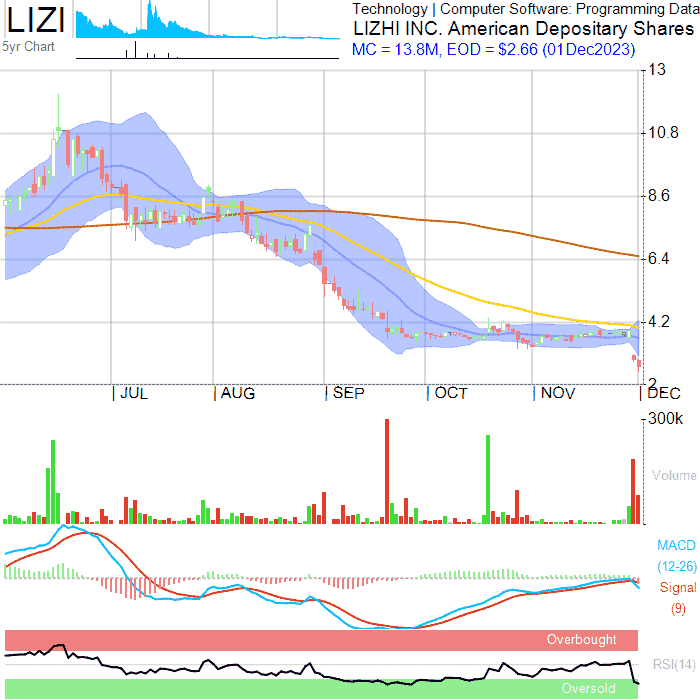 LIZI
5yr Chart
Technology | Computer Software: Programming Data
LIZHI INC. American Depositary Shares
MC = 13.8M, EOD = $2.66 (01Dec2023)
13
10.8
8.6
6.4
4.2
2
JUL AUG SEP OCT NOV DEC
300k
Volume
MACD
(12-26)
Signal
(9)
Overbought
RSI(14)
Oversold